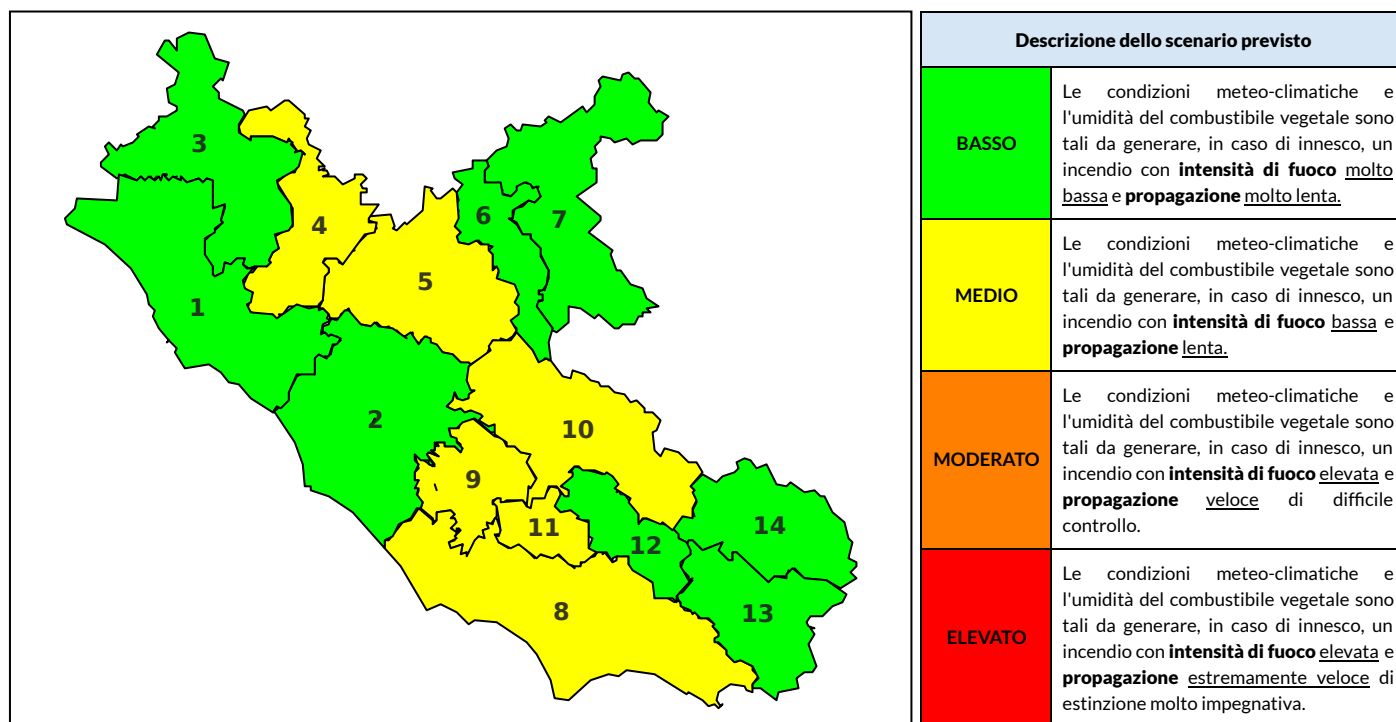 3
4
6
7
5
1
2
10
9
11
12
14
8
13
Descrizione dello scenario previsto
BASSO
Le condizioni meteo-climatiche e
l'umidità del combustibile vegetale sono
tali da generare, in caso di innesco, un
incendio con intensità di fuoco molto
bassa e propagazione molto lenta.
MEDIO
Le condizioni meteo-climatiche e
l'umidità del combustibile vegetale sono
tali da generare, in caso di innesco, un
incendio con intensità di fuoco bassa e
propagazione lenta.
MODERATO
Le condizioni meteo-climatiche e
l'umidità del combustibile vegetale sono
tali da generare, in caso di innesco, un
incendio con intensità di fuoco elevata e
propagazione veloce di difficile
controllo.
ELEVATO
Le condizioni meteo-climatiche e
l'umidità del combustibile vegetale sono
tali da generare, in caso di innesco, un
incendio con intensità di fuoco elevata e
propagazione estremamente veloce di
estinzione molto impegnativa.